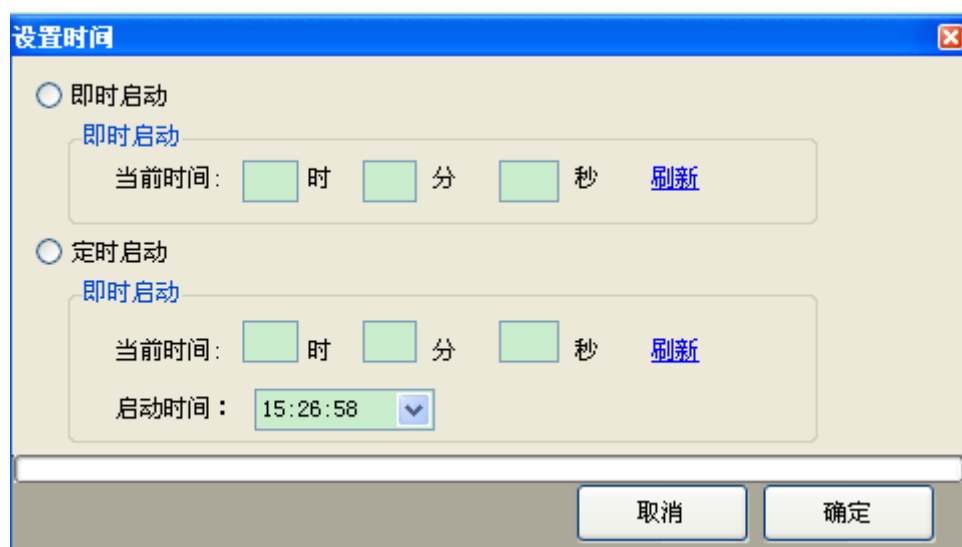 设置时间
即时启动
即时启动
当前时间: 时 分 秒 刷新
定时启动
即时启动
当前时间: 时 分 秒 刷新
启动时间： 15:26:58
取消 确定